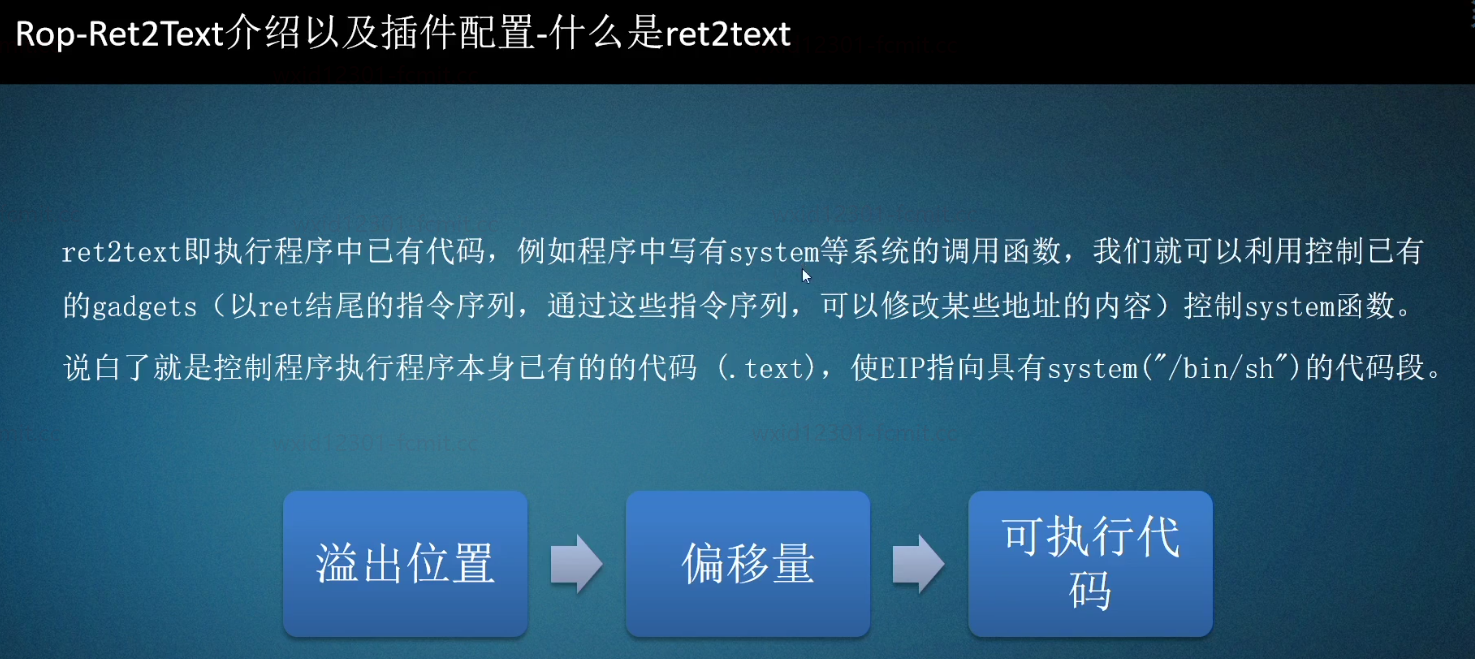 Rop-Ret2Text介绍以及插件配置-什么是ret2text
ret2text即执行程序中已有代码，例如程序中写有system等系统的调用函数，我们就可以利用控制已有
的gadgets（以ret结尾的指令序列，通过这些指令序列，可以修改某些地址的内容）控制system函数。
说白了就是控制程序执行程序本身已有的的代码 (.text)，使EIP指向具有system("/bin/sh")的代码段。
溢出位置
偏移量
可执行代
码